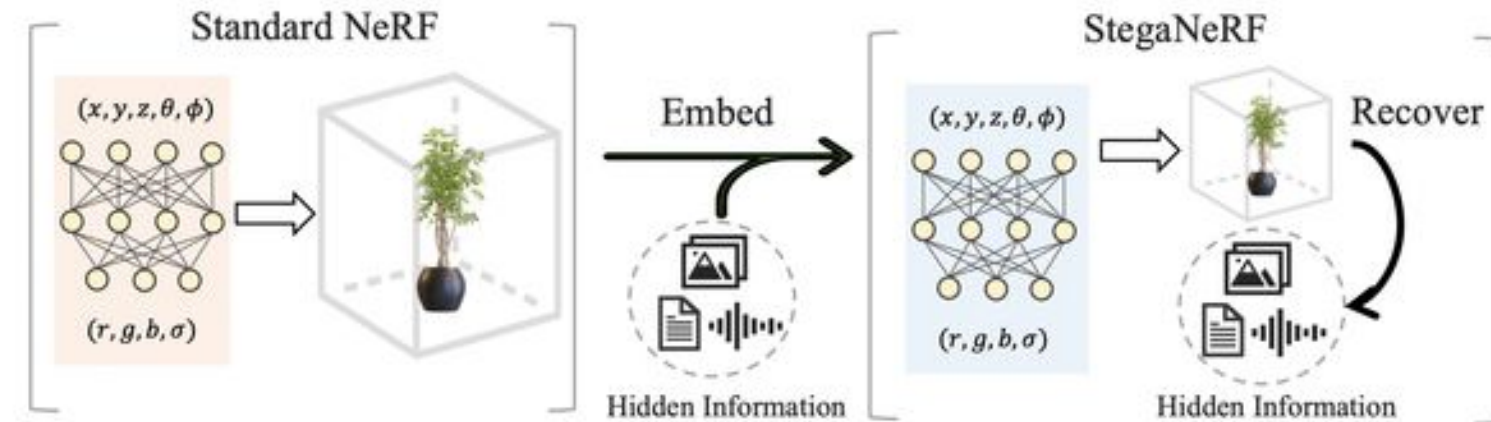 Standard NeRF
(x, y, z, θ, ϕ)
(r, g, b, σ)
Embed
Hidden Information
StegaNeRF
(x, y, z, θ, ϕ)
(r, g, b, σ)
Recover
Hidden Information